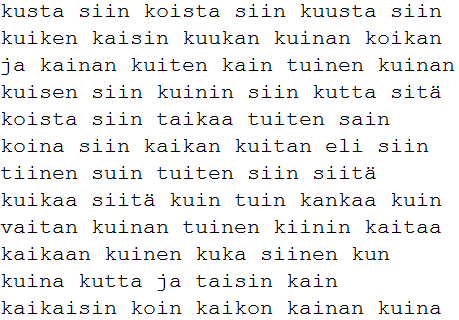 kusta siin koista siin kuusta siin
kuiken kaisin kuukan kuinan koikan
ja kainan kuiten kain tuinen kuinan
kuisen siin kuinin siin kutta sitä
koista siin taikaa tuiten sain
koina siin kaikan kuitan eli siin
tiinen suin tuiten siin siitä
kuikaa siitä kuin tuin kankaa kuin
vaitan kuinan tuinen kiinin kaitaa
kaikaan kuinen kuka siinen kun
kuina kutta ja taisin kain
kaikaisin koin kaikon kainan kuina